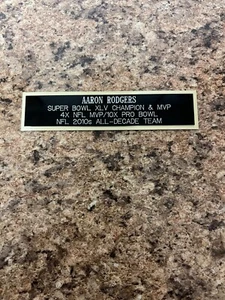 AARON RODGERS
SUPER BOWL XLV CHAMPION & MVP
4X NFL MVP/10X PRO BOWL
NFL 2010s ALL-DECADE TEAM